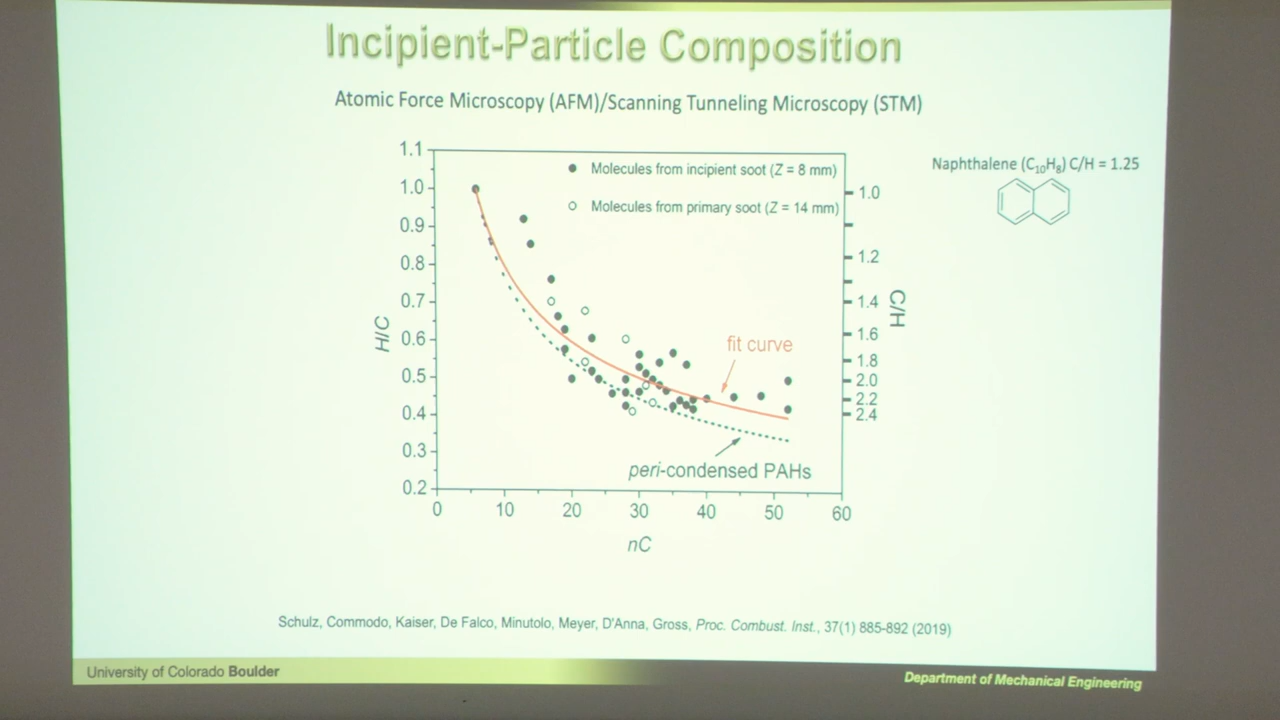 Incipient-Particle Composition
Atomic Force Microscopy (AFM)/Scanning Tunneling Microscopy (STM)
Naphthalene (C₁₀H₈) C/H = 1.25
Molecules from incipient soot (Z = 8 mm)
Molecules from primary soot (Z = 14 mm)
1.1
1.0
0.9
0.8
0.7
0.6
0.5
0.4
0.3
0.2
H/C
1.0
1.2
1.4
1.6
1.8
2.0
2.2
2.4
C/H
fit curve
peri-condensed PAHs
0 10 20 30 40 50 60
nC
Schulz, Commodo, Kaiser, De Falco, Minutolo, Meyer, D'Anna, Gross, Proc. Combust. Inst., 37(1) 885-892 (2019)
University of Colorado Boulder
Department of Mechanical Engineering